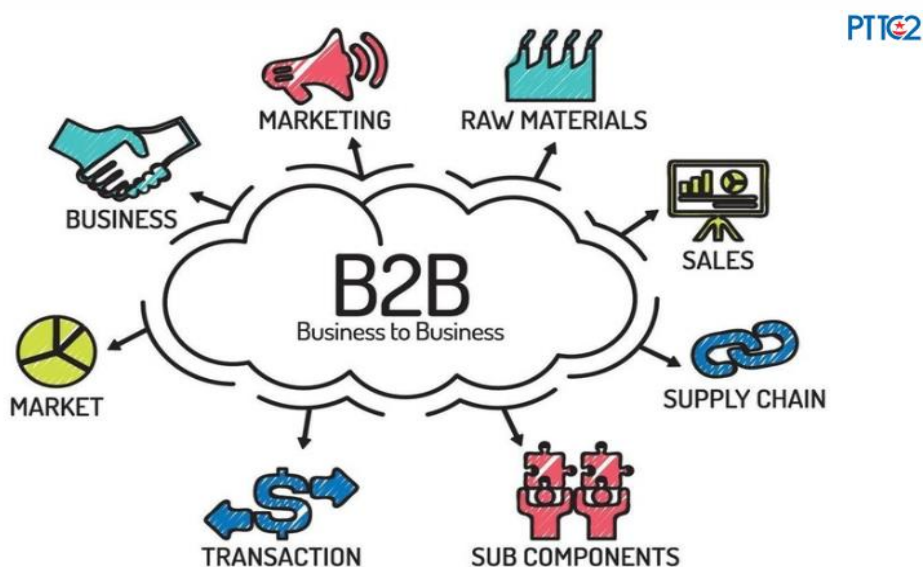 PTTC2
MARKETING
RAW MATERIALS
BUSINESS
SALES
B2B
Business to Business
MARKET
SUPPLY CHAIN
TRANSACTION
SUB COMPONENTS